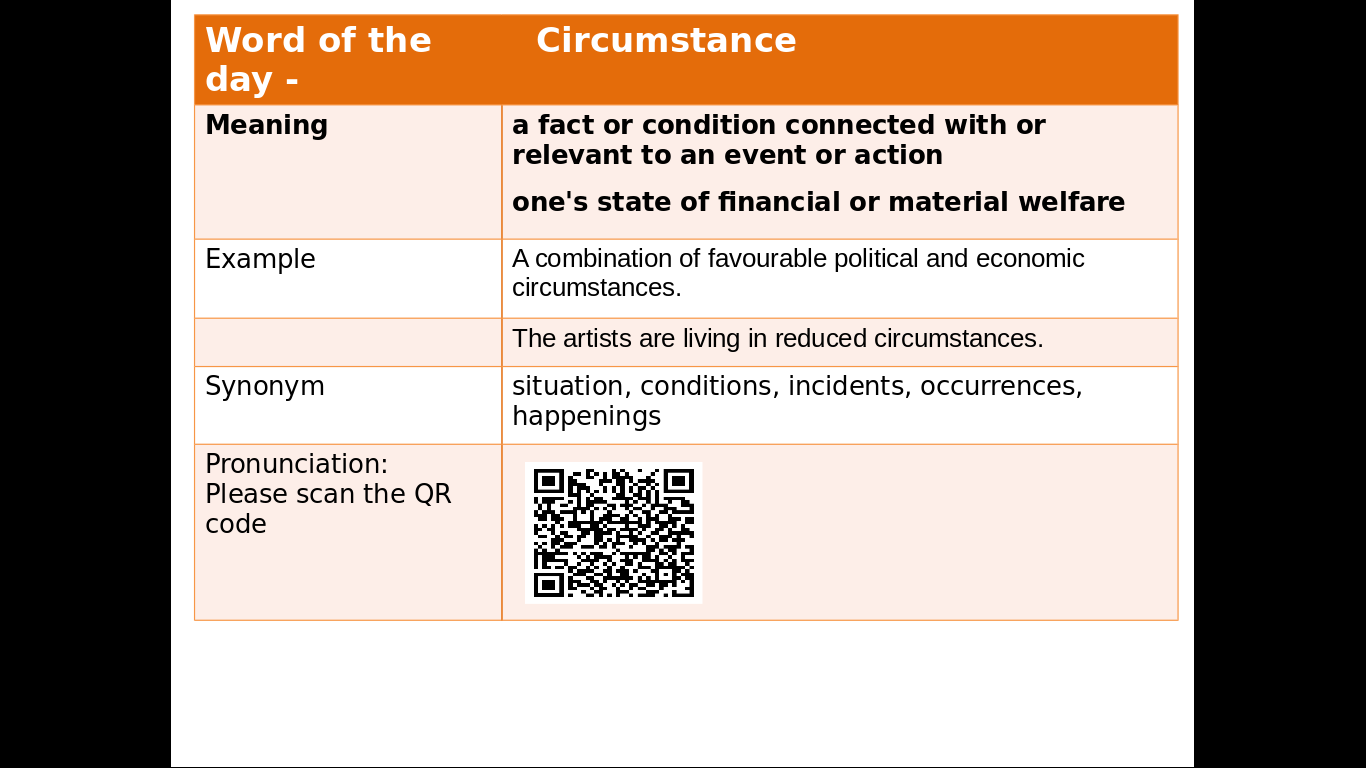 Word of the
day -
Circumstance
Meaning
a fact or condition connected with or
relevant to an event or action
one's state of financial or material welfare
Example
A combination of favourable political and economic
circumstances.
The artists are living in reduced circumstances.
Synonym
situation, conditions, incidents, occurrences,
happenings
Pronunciation:
Please scan the QR
code